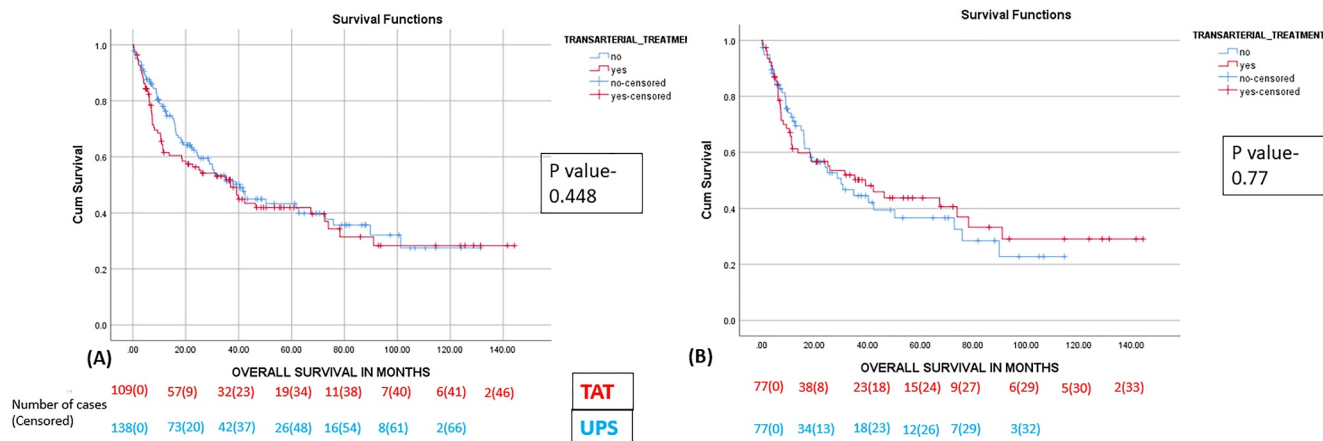 Survival Functions
TRANSARTERIAL_TREATMEN
no
yes
no-censored
yes-censored
1.0
0.8
0.6
0.4
0.2
0.0
Cum Survival
P value-
0.448
.00 20.00 40.00 60.00 80.00 100.00 120.00 140.00
(A)
OVERALL SURVIVAL IN MONTHS
Number of cases
(Censored)
109(0) 57(9) 32(23) 19(34) 11(38) 7(40) 6(41) 2(46)
138(0) 73(20) 42(37) 26(48) 16(54) 8(61) 2(66)
TAT
UPS
Survival Functions
TRANSARTERIAL_TREATMENT
no
yes
no-censored
yes-censored
1.0
0.8
0.6
0.4
0.2
0.0
Cum Survival
P value-
0.77
.00 20.00 40.00 60.00 80.00 100.00 120.00 140.00
(B)
OVERALL SURVIVAL IN MONTHS
77(0) 38(8) 23(18) 15(24) 9(27) 6(29) 5(30) 2(33)
77(0) 34(13) 18(23) 12(26) 7(29) 3(32)